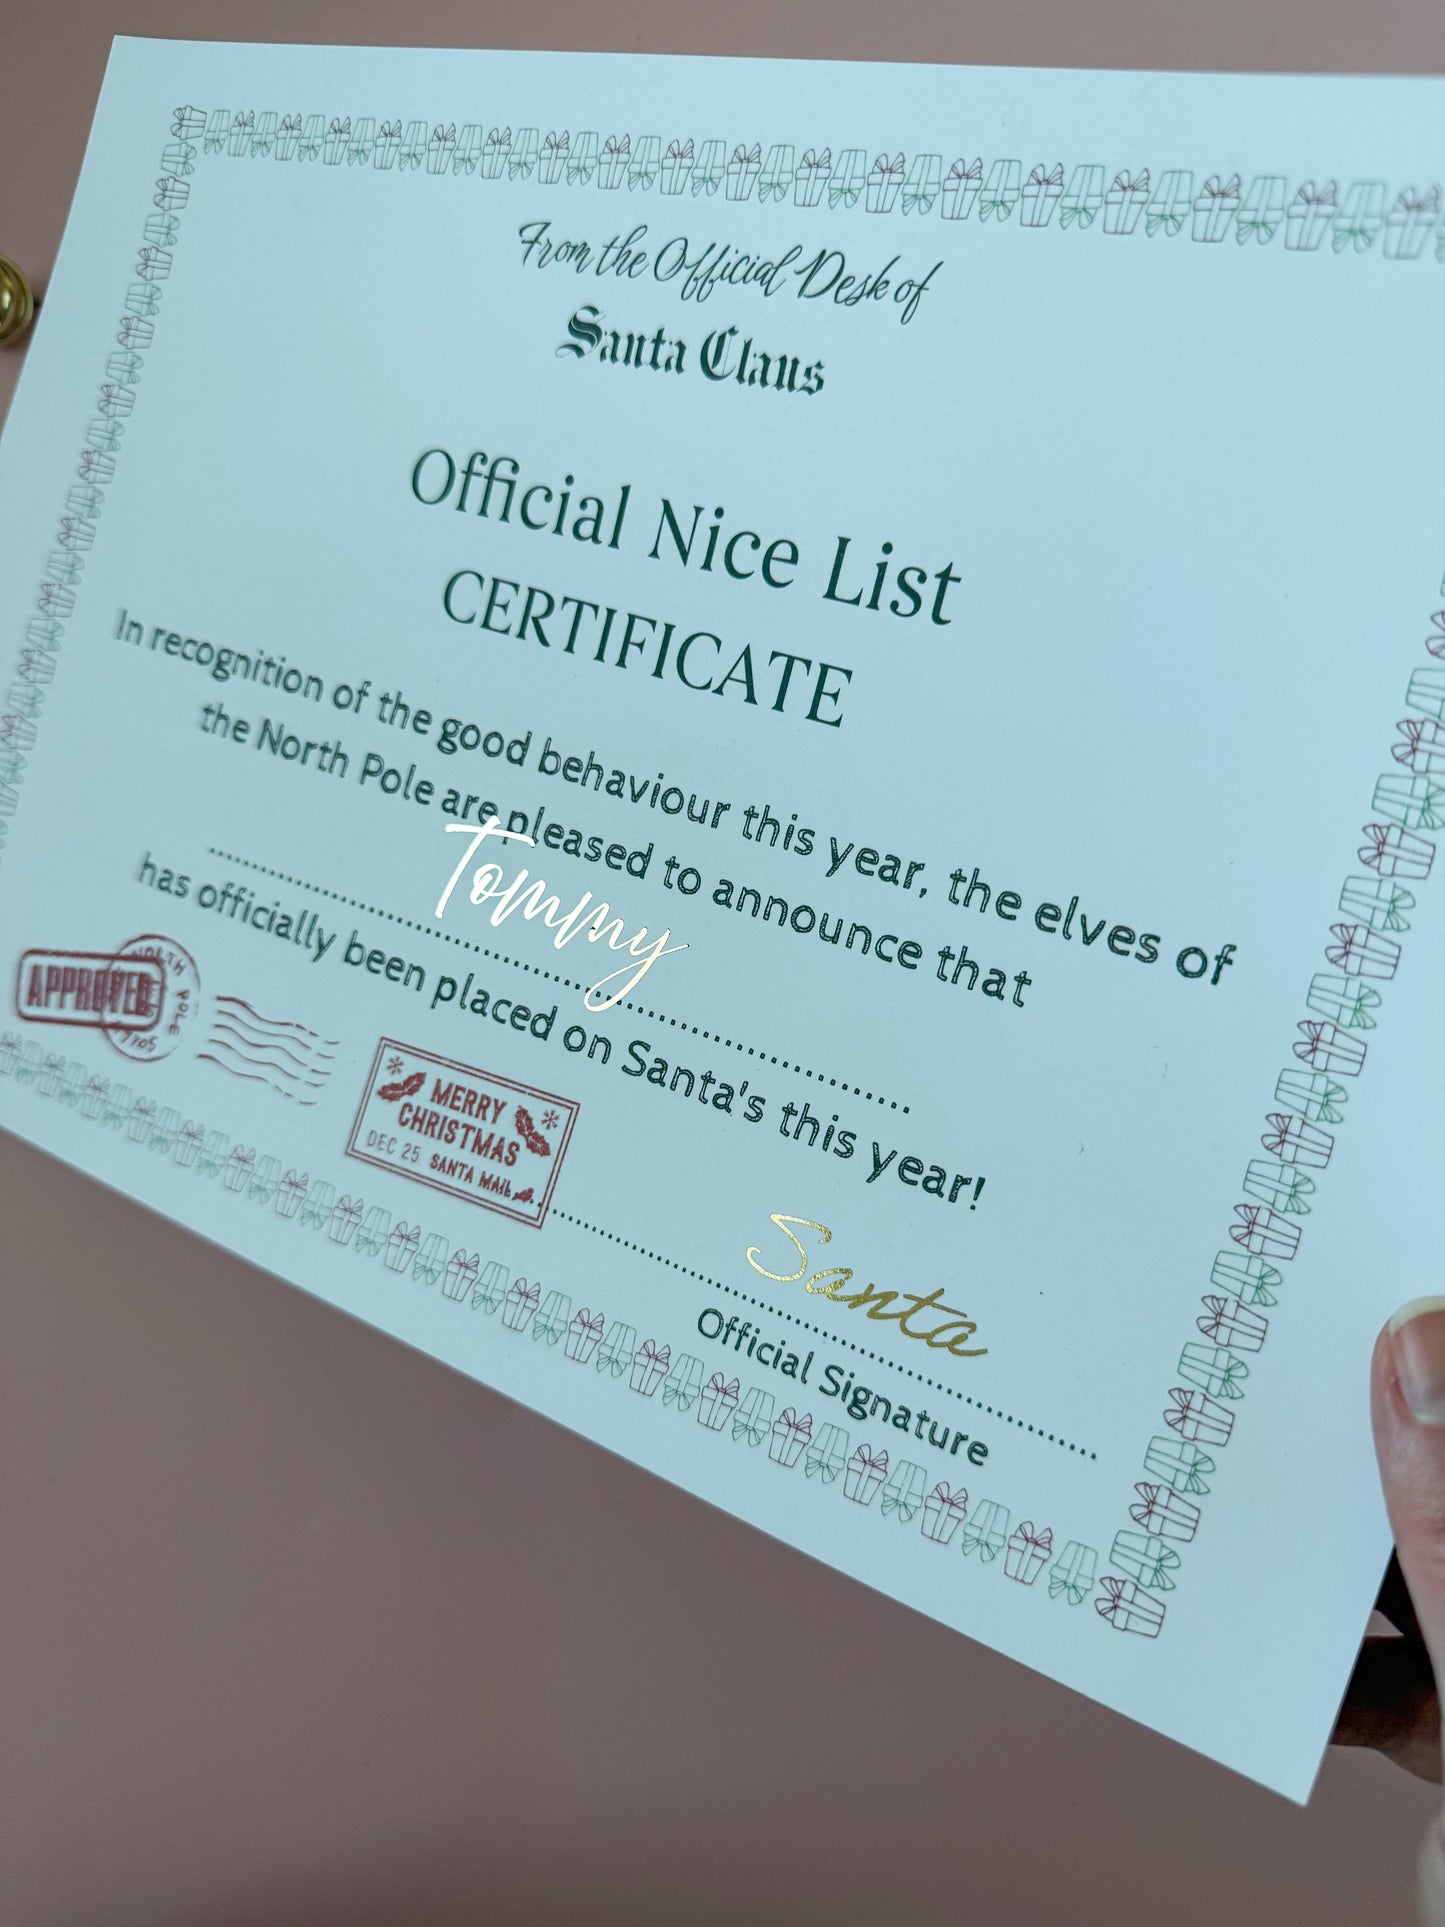 From the Official Desk of
Santa Claus
Official Nice List
CERTIFICATE
In recognition of the good behaviour this year, the elves of
the North Pole are pleased to announce that
Tommy
has officially been placed on Santa's this year!
APPROVED
NORTH POLE
MERRY
CHRISTMAS
DEC 25 SANTA MAIL
Santa
Official Signature